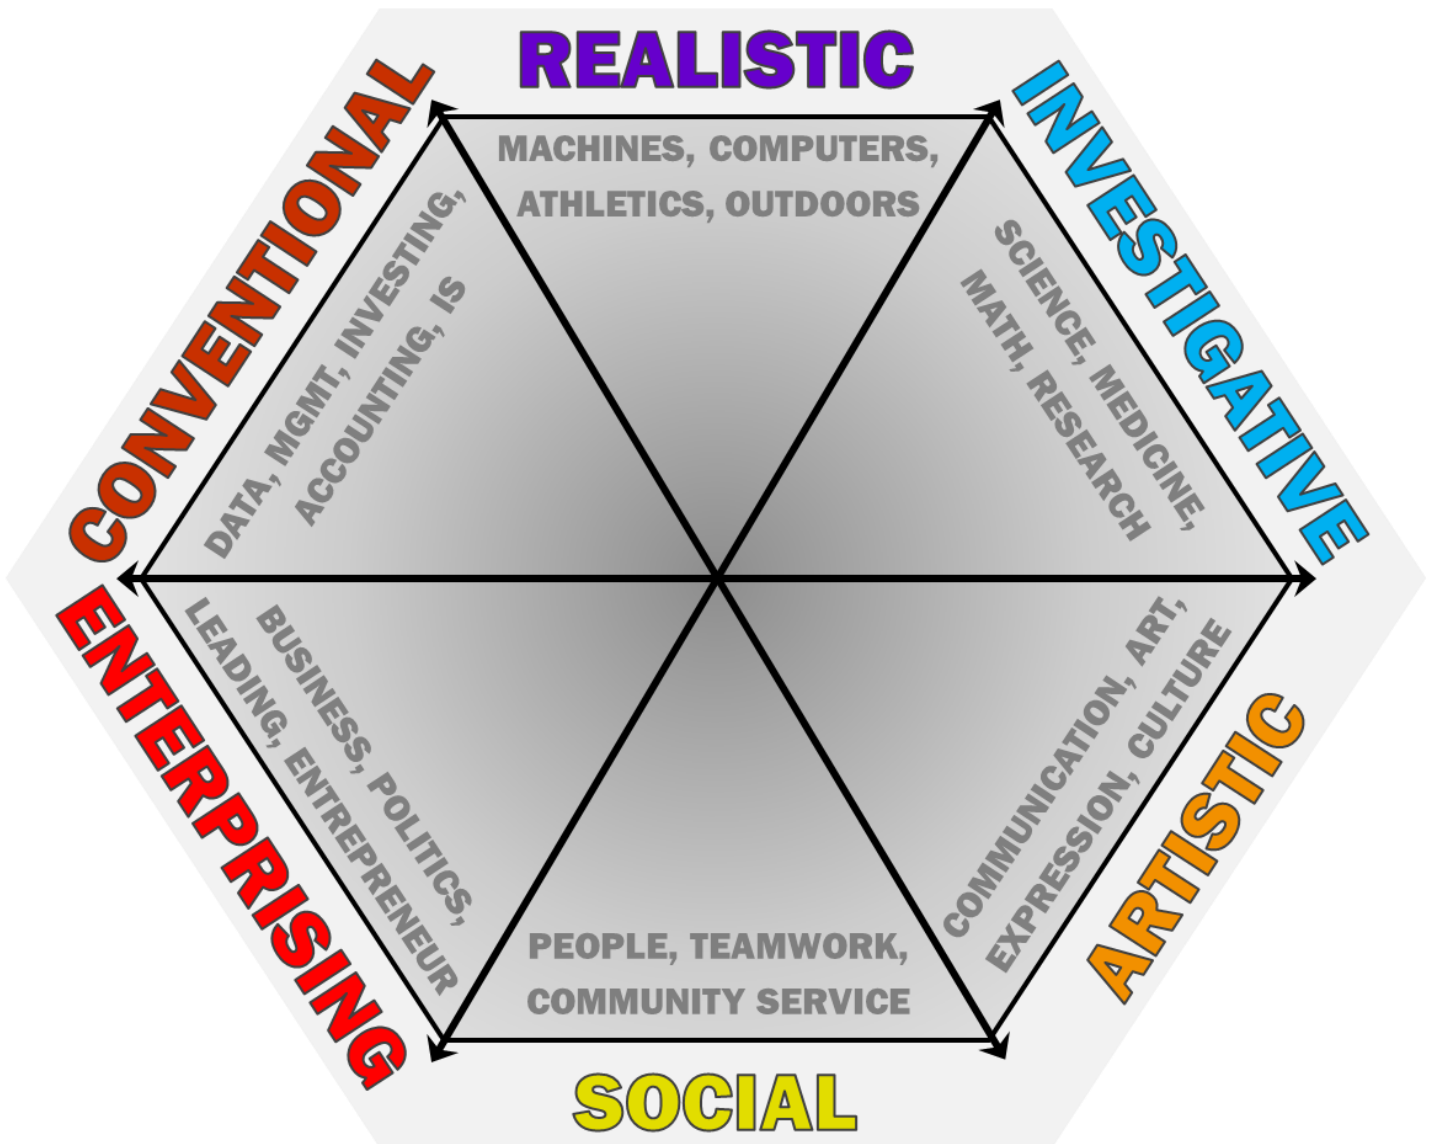 REALISTIC
MACHINES, COMPUTERS,
ATHLETICS, OUTDOORS
INVESTIGATIVE
SCIENCE, MEDICINE,
MATH, RESEARCH
ARTISTIC
COMMUNICATION, ART,
EXPRESSION, CULTURE
SOCIAL
PEOPLE, TEAMWORK,
COMMUNITY SERVICE
ENTERPRISING
BUSINESS, POLITICS,
LEADING, ENTREPRENEUR
CONVENTIONAL
DATA, MGMT, INVESTING,
ACCOUNTING, IS